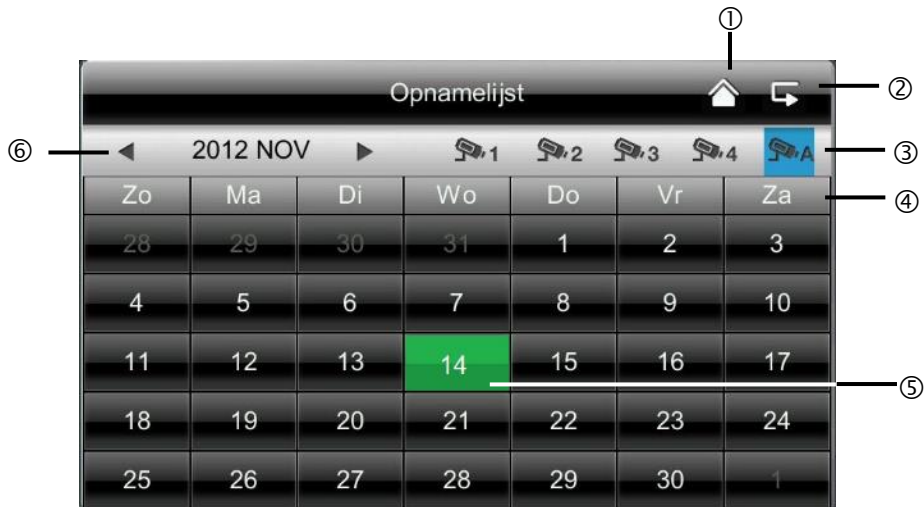 ①
Opnamelijst ②
⑥ 2012 NOV 1 2 3 4 A ③
Zo Ma Di Wo Do Vr Za ④
28 29 30 31 1 2 3
4 5 6 7 8 9 10
11 12 13 14 15 16 17
⑤
18 19 20 21 22 23 24
25 26 27 28 29 30 1